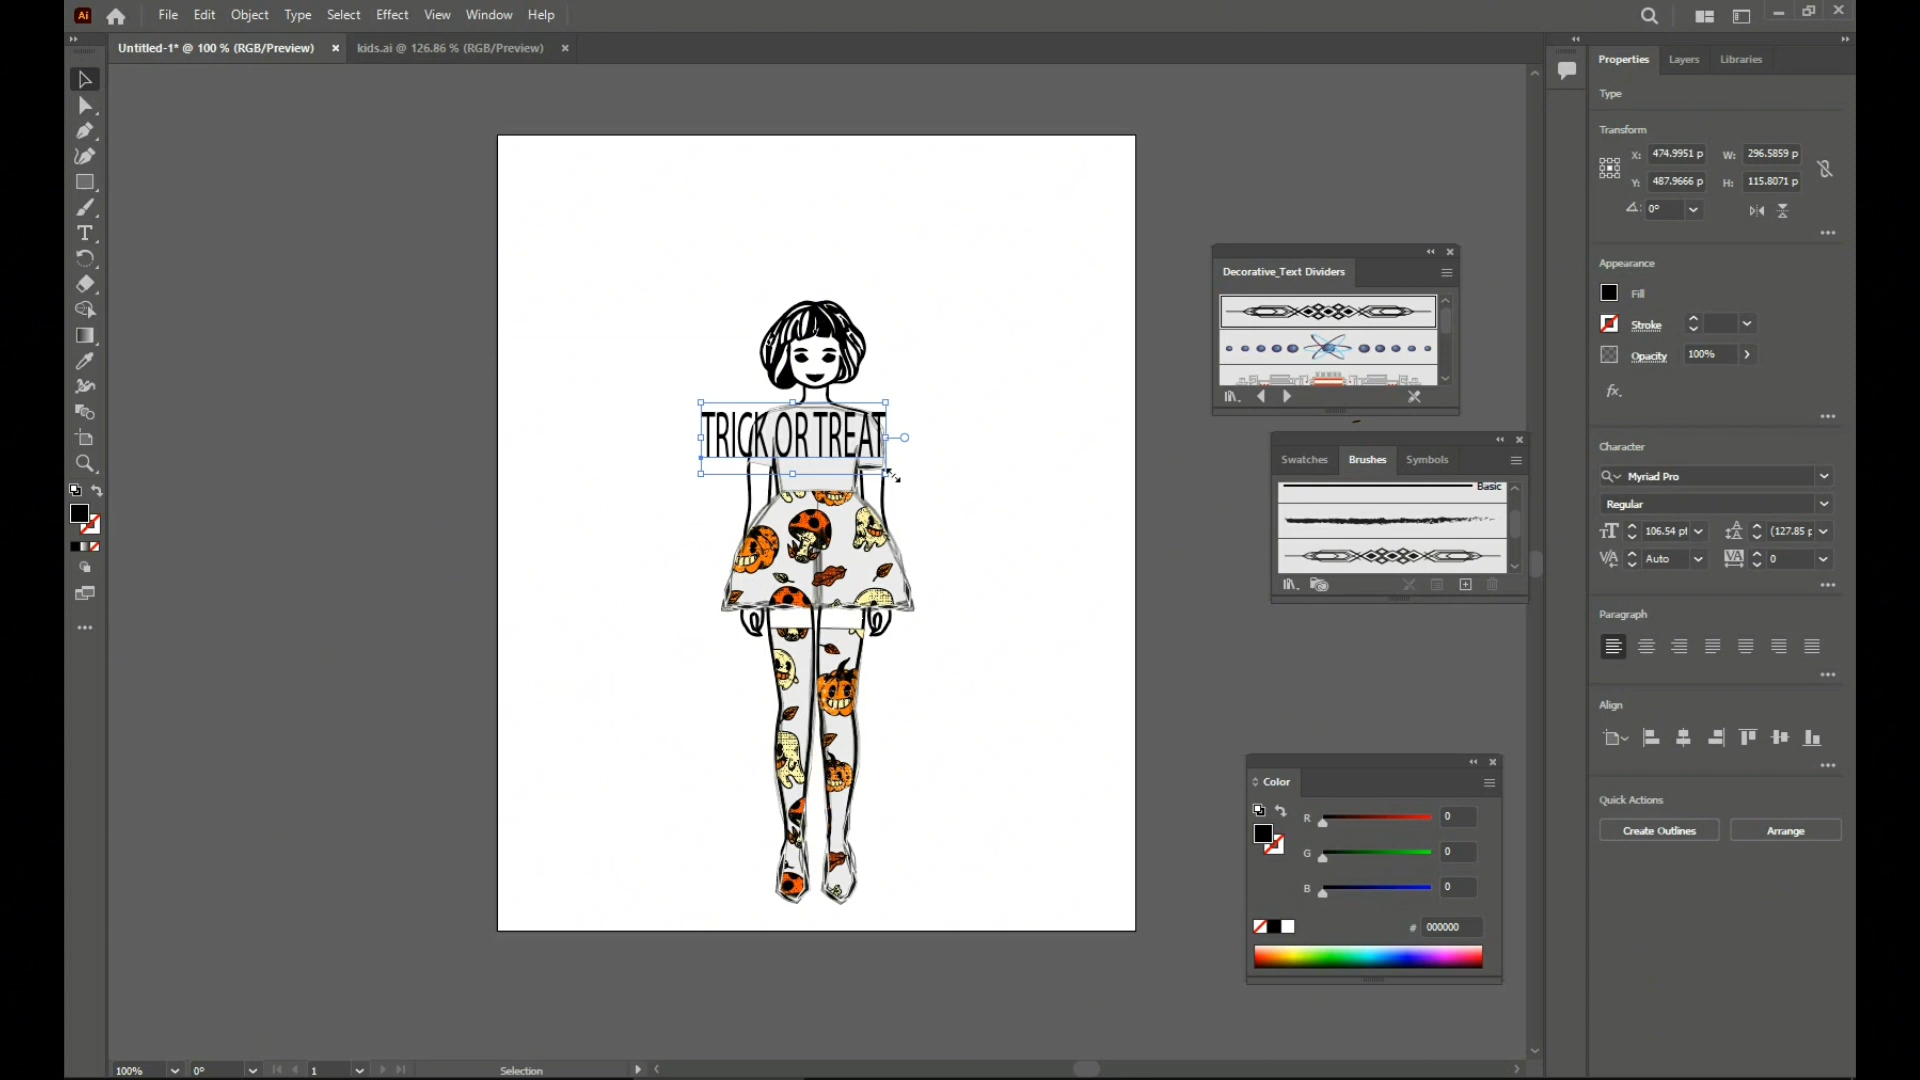 Ai File Edit Object Type Select Effect View Window Help
Untitled-1* @ 100 % (RGB/Preview) × kids.ai @ 126.86 % (RGB/Preview) ×
Properties Layers Libraries
Type
Transform
X: 474.9951 p W: 296.5859 p
Y: 487.9666 p H: 115.8071 p
0°
Appearance
Fill
Stroke
Opacity 100%
fx.
Decorative_Text Dividers
TRICK OR TREAT
Swatches Brushes Symbols
Basic
Character
Myriad Pro
Regular
106.54 pt (127.85 p
Auto 0
Paragraph
Align
Quick Actions
Create Outlines Arrange
Color
R 0
G 0
B 0
# 000000
100% 0° 1 Selection